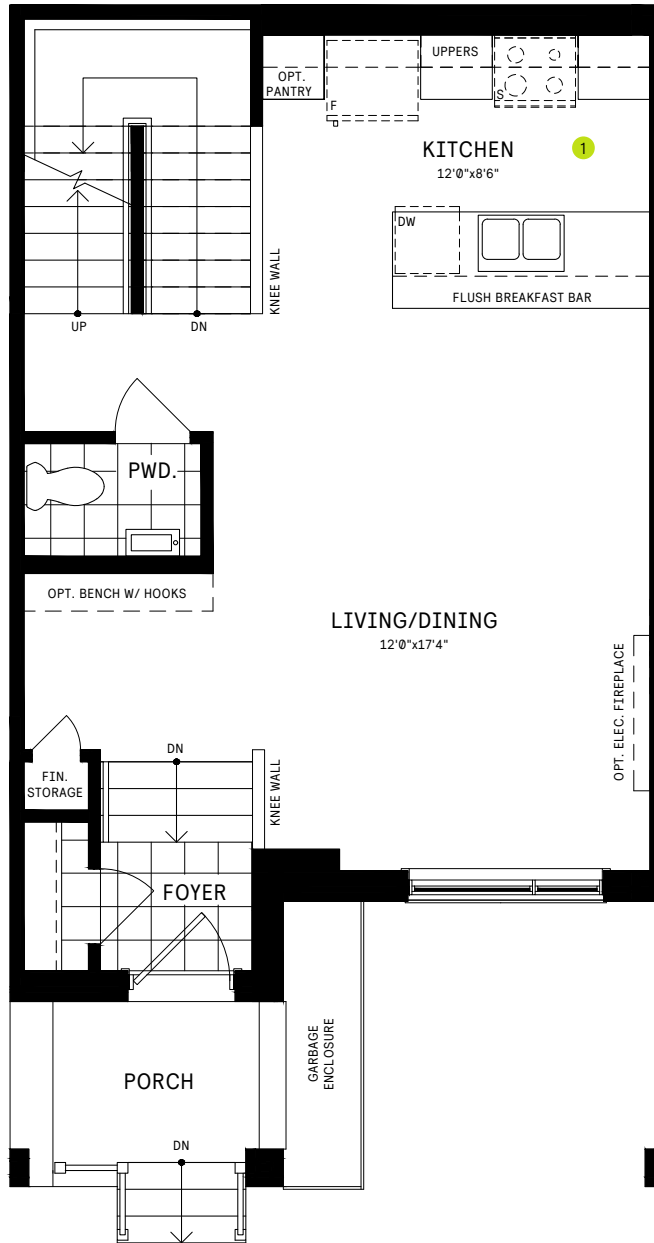 UPPERS
OPT.
PANTRY
F
S
KITCHEN
1
12'0"x8'6"
DW
KNEE WALL
FLUSH BREAKFAST BAR
UP
DN
PWD.
OPT. BENCH W/ HOOKS
LIVING/DINING
12'0"x17'4"
OPT. ELEC. FIREPLACE
DN
FIN.
STORAGE
KNEE WALL
FOYER
GARBAGE
ENCLOSURE
PORCH
DN